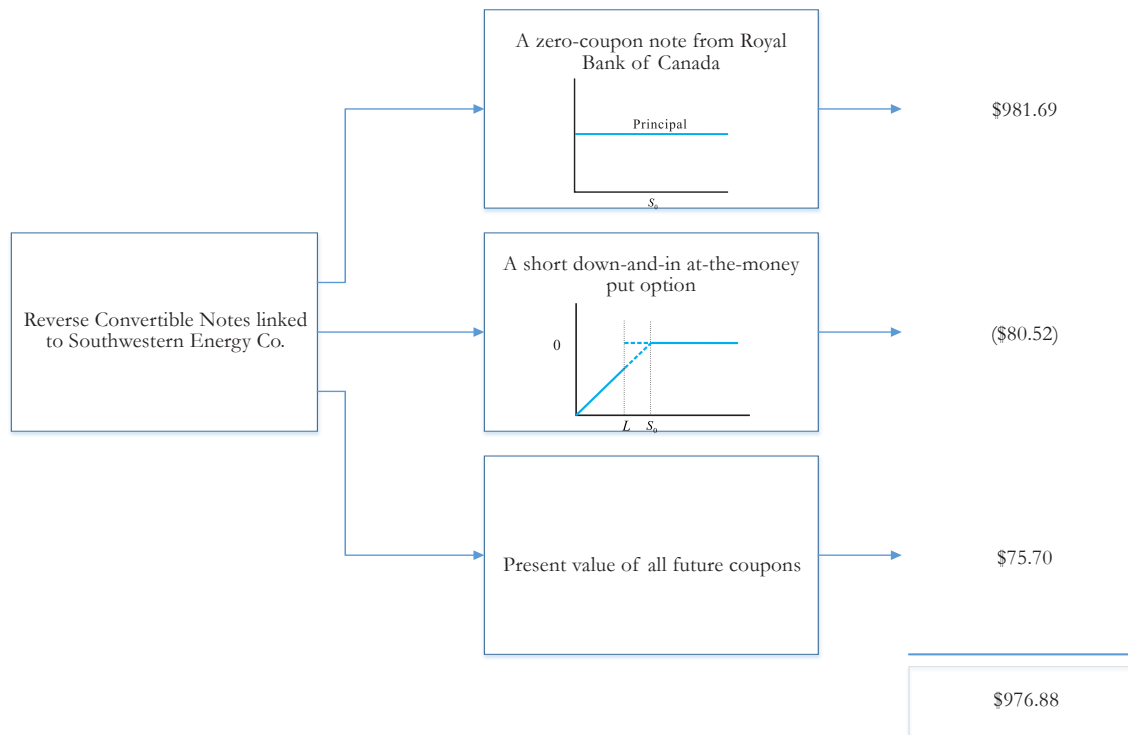 A zero-coupon note from Royal
Bank of Canada
Principal
S₀
$981.69
Reverse Convertible Notes linked
to Southwestern Energy Co.
A short down-and-in at-the-money
put option
0
L S₀
($80.52)
Present value of all future coupons
$75.70
$976.88